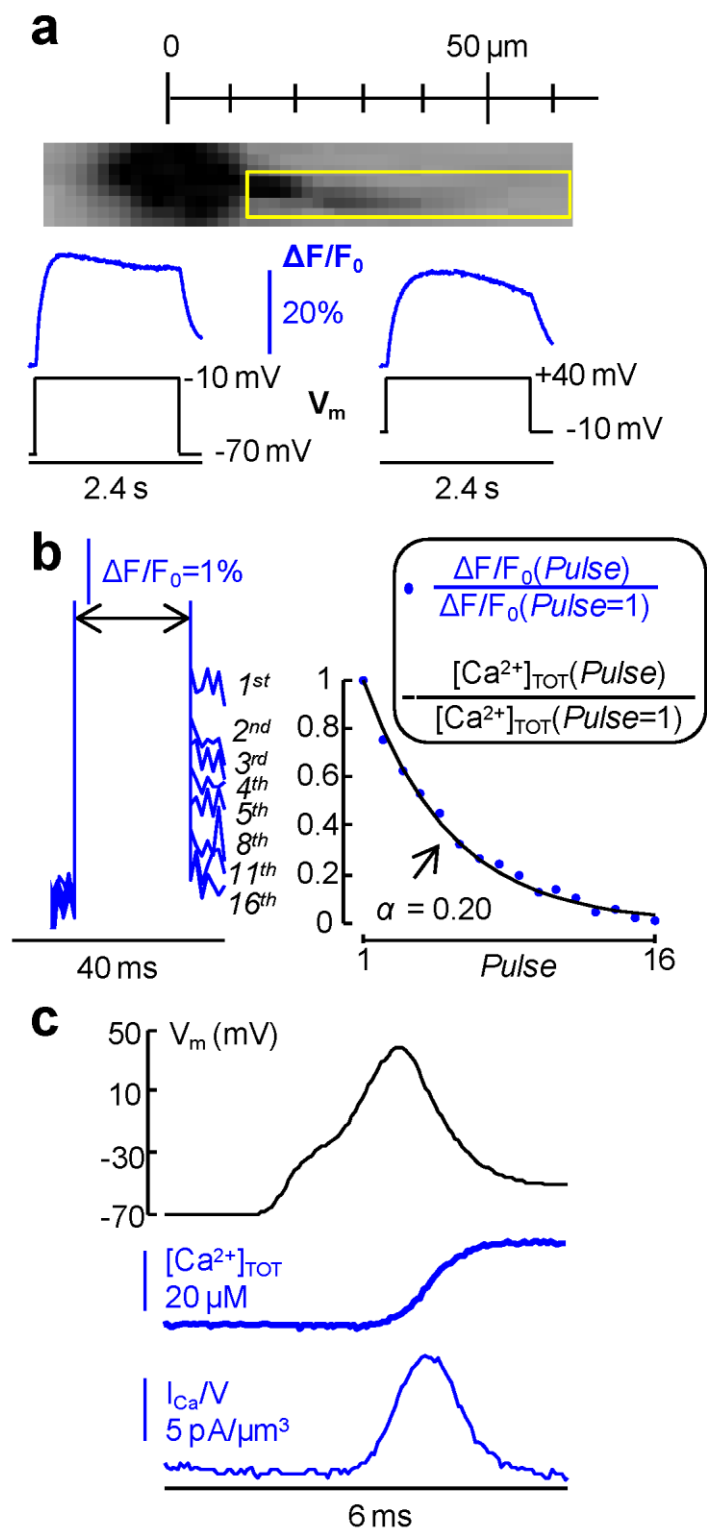 a
0 50 µm
ΔF/F₀
20%
-10 mV
+40 mV
Vₘ
-70 mV
-10 mV
2.4 s
2.4 s
b
ΔF/F₀=1%
ΔF/F₀(Pulse)
ΔF/F₀(Pulse=1)
[Ca²⁺]TOT(Pulse)
[Ca²⁺]TOT(Pulse=1)
1st
2nd
3rd
4th
5th
8th
11th
16th
40 ms
1
0.8
0.6
0.4
0.2
0
α = 0.20
1 Pulse 16
c
Vₘ (mV)
50
10
-30
-70
[Ca²⁺]TOT
20 µM
I_Ca/V
5 pA/µm³
6 ms